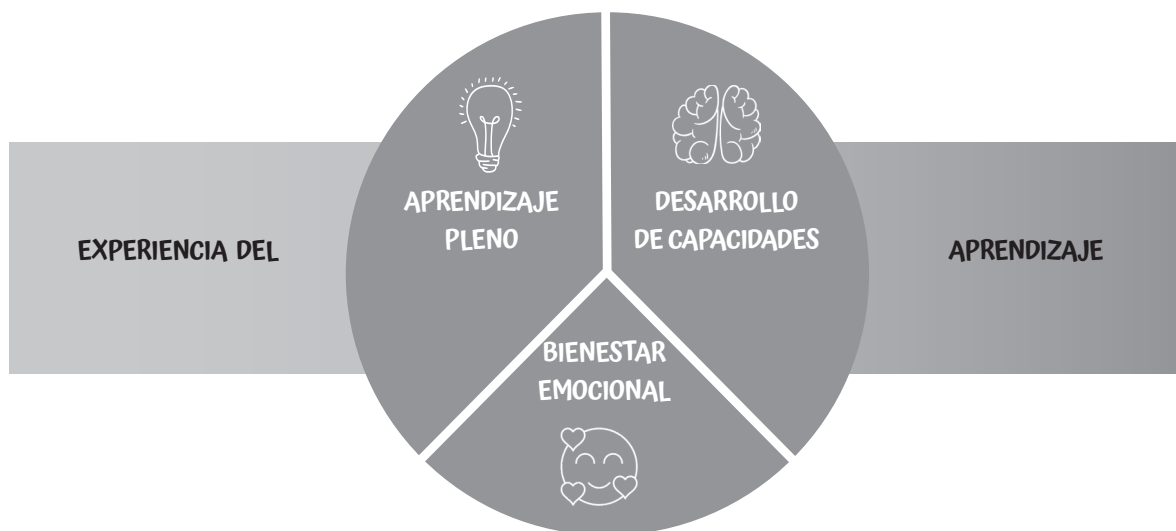 EXPERIENCIA DEL
APRENDIZAJE
PLENO
DESARROLLO
DE CAPACIDADES
BIENESTAR
EMOCIONAL
APRENDIZAJE